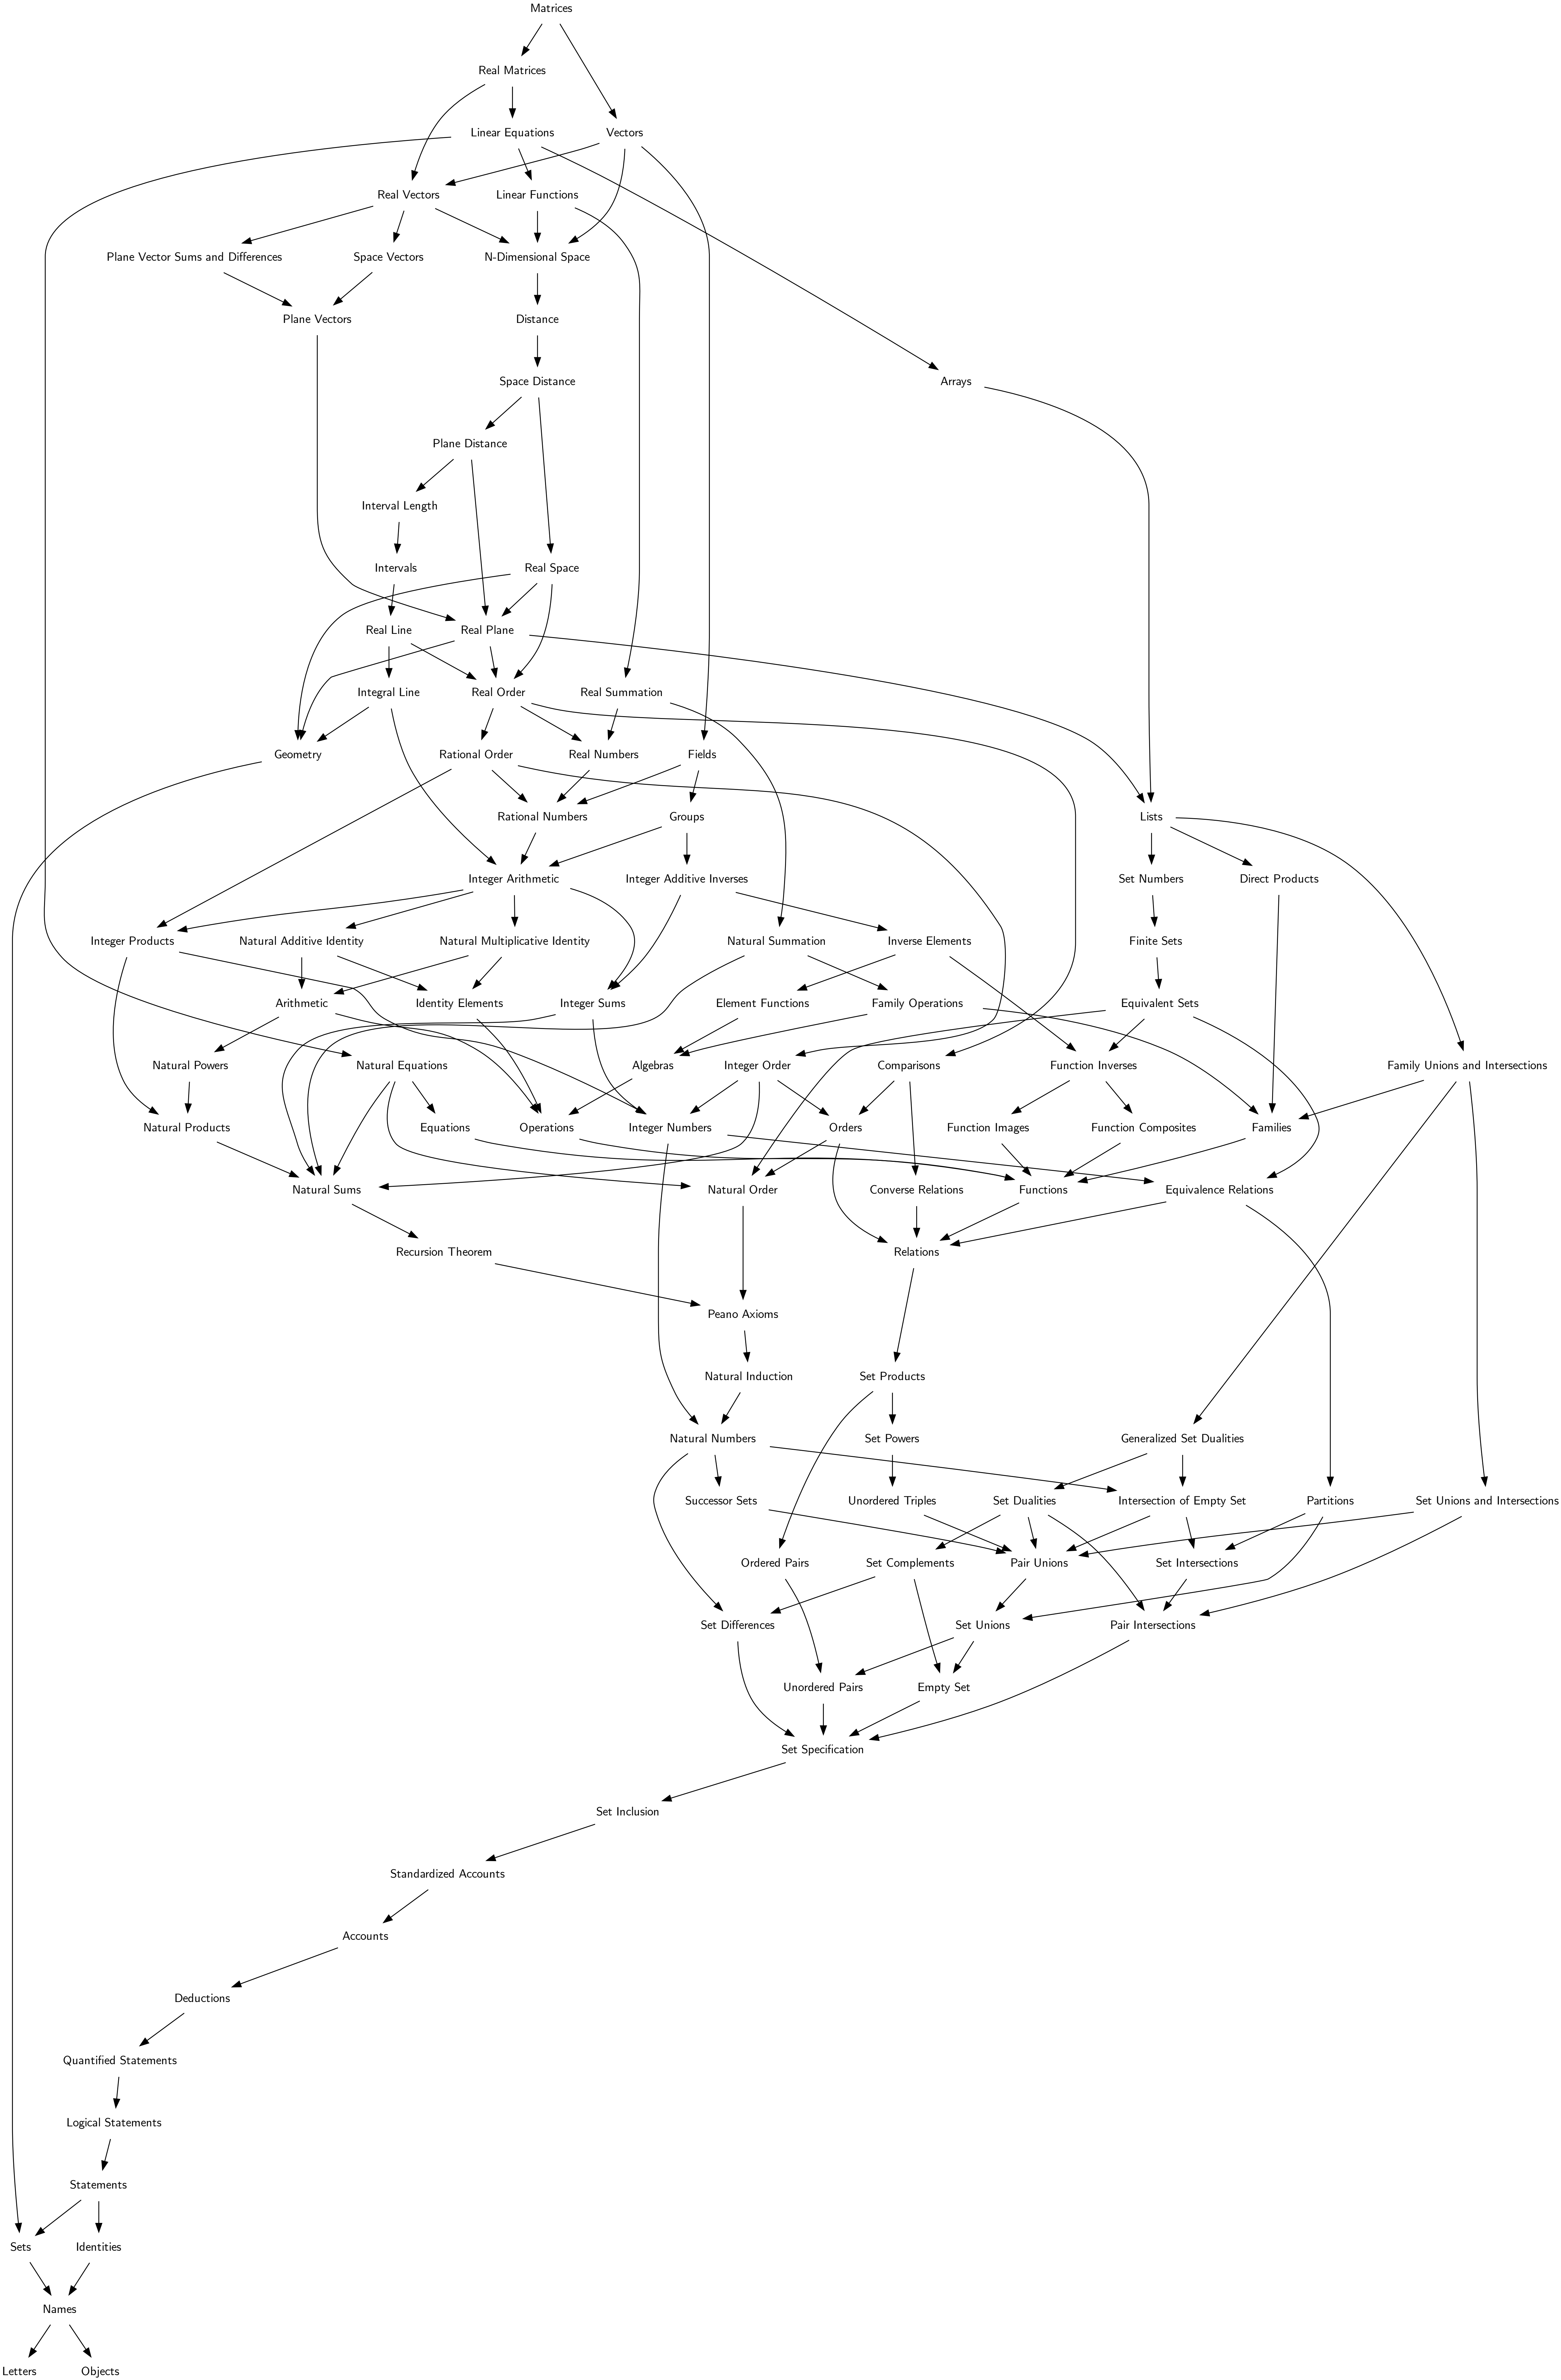 Matrices
Real Matrices
Linear Equations
Vectors
Real Vectors
Linear Functions
Plane Vector Sums and Differences
Space Vectors
N-Dimensional Space
Plane Vectors
Distance
Space Distance
Arrays
Plane Distance
Interval Length
Intervals
Real Space
Real Line
Real Plane
Integral Line
Real Order
Real Summation
Geometry
Rational Order
Real Numbers
Fields
Rational Numbers
Groups
Lists
Integer Arithmetic
Integer Additive Inverses
Set Numbers
Direct Products
Integer Products
Natural Additive Identity
Natural Multiplicative Identity
Natural Summation
Inverse Elements
Finite Sets
Arithmetic
Identity Elements
Integer Sums
Element Functions
Family Operations
Equivalent Sets
Natural Powers
Natural Equations
Algebras
Integer Order
Comparisons
Function Inverses
Family Unions and Intersections
Natural Products
Equations
Operations
Integer Numbers
Orders
Function Images
Function Composites
Families
Natural Sums
Natural Order
Converse Relations
Functions
Equivalence Relations
Recursion Theorem
Relations
Peano Axioms
Natural Induction
Set Products
Natural Numbers
Set Powers
Generalized Set Dualities
Successor Sets
Unordered Triples
Set Dualities
Intersection of Empty Set
Partitions
Set Unions and Intersections
Ordered Pairs
Set Complements
Pair Unions
Set Intersections
Set Differences
Set Unions
Pair Intersections
Unordered Pairs
Empty Set
Set Specification
Set Inclusion
Standardized Accounts
Accounts
Deductions
Quantified Statements
Logical Statements
Statements
Sets
Identities
Names
Letters
Objects